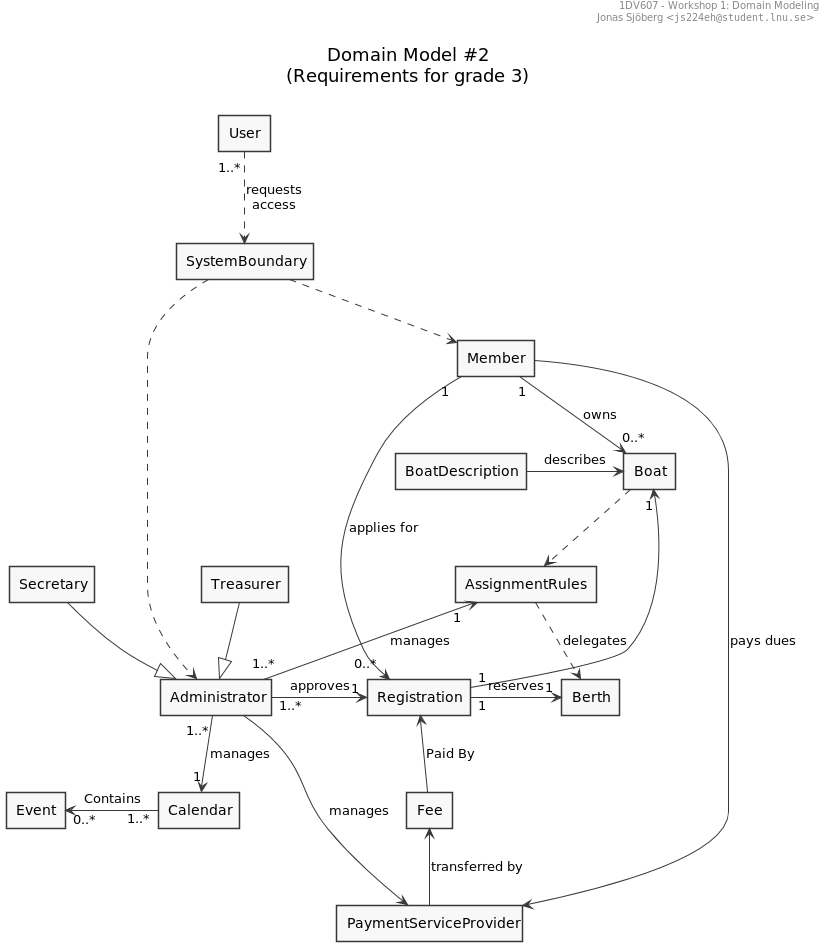 1DV607 - Workshop 1: Domain Modeling
Jonas Sjöberg <js224eh@student.lnu.se>
Domain Model #2
(Requirements for grade 3)
User
1..*
requests
access
SystemBoundary
Member
1
1
owns
0..*
BoatDescription
describes
Boat
1
applies for
Secretary
Treasurer
AssignmentRules
1
manages
delegates
pays dues
1..*
0..*
Administrator
approves
1
1..*
Registration
1
reserves
1
1
Berth
1..*
manages
1
Paid By
Event
Contains
0..*
1..*
Calendar
manages
Fee
transferred by
PaymentServiceProvider